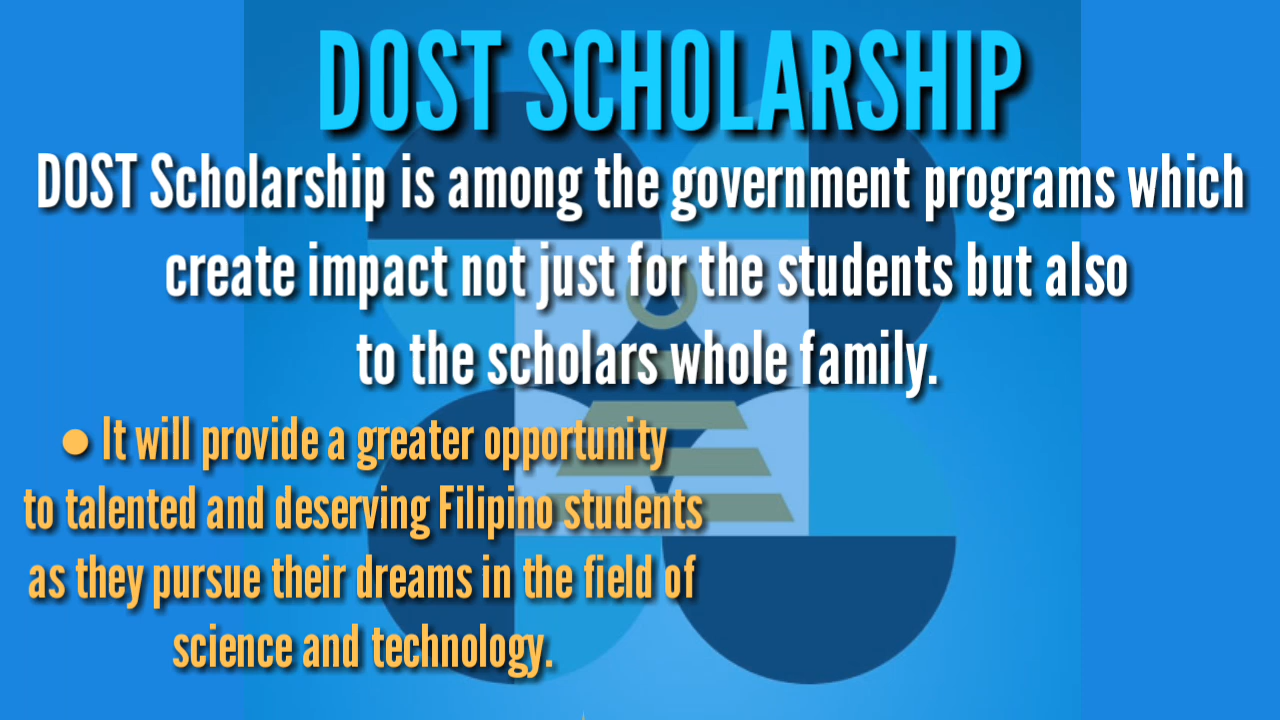 DOST SCHOLARSHIP
DOST Scholarship is among the government programs which
create impact not just for the students but also
to the scholars whole family.
● It will provide a greater opportunity
to talented and deserving Filipino students
as they pursue their dreams in the field of
science and technology.